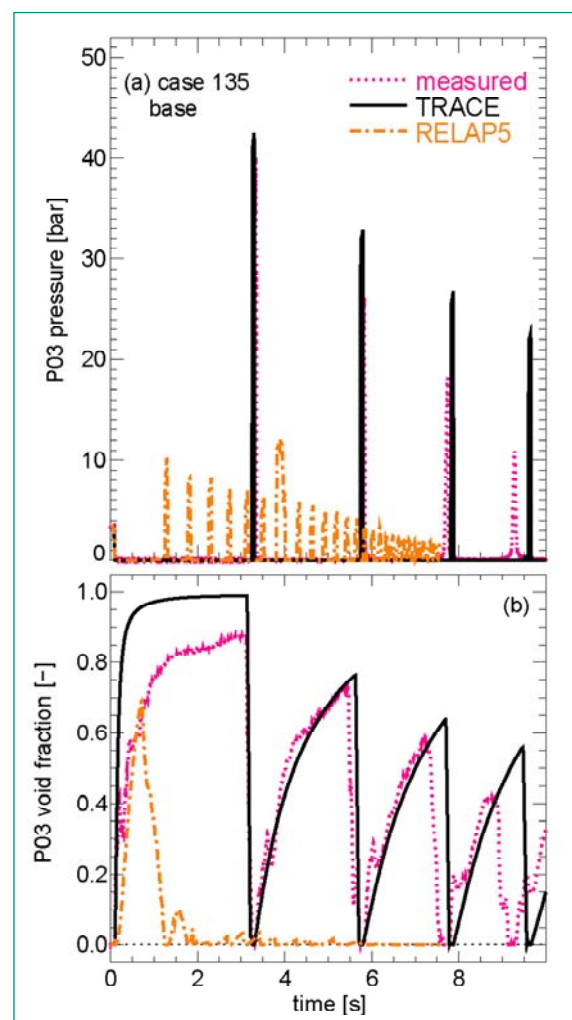 (a) case 135
base
measured
TRACE
RELAP5
P03 pressure [bar]
50
40
30
20
10
0
(b)
P03 void fraction [−]
1.0
0.8
0.6
0.4
0.2
0.0
0 2 4 6 8
time [s]